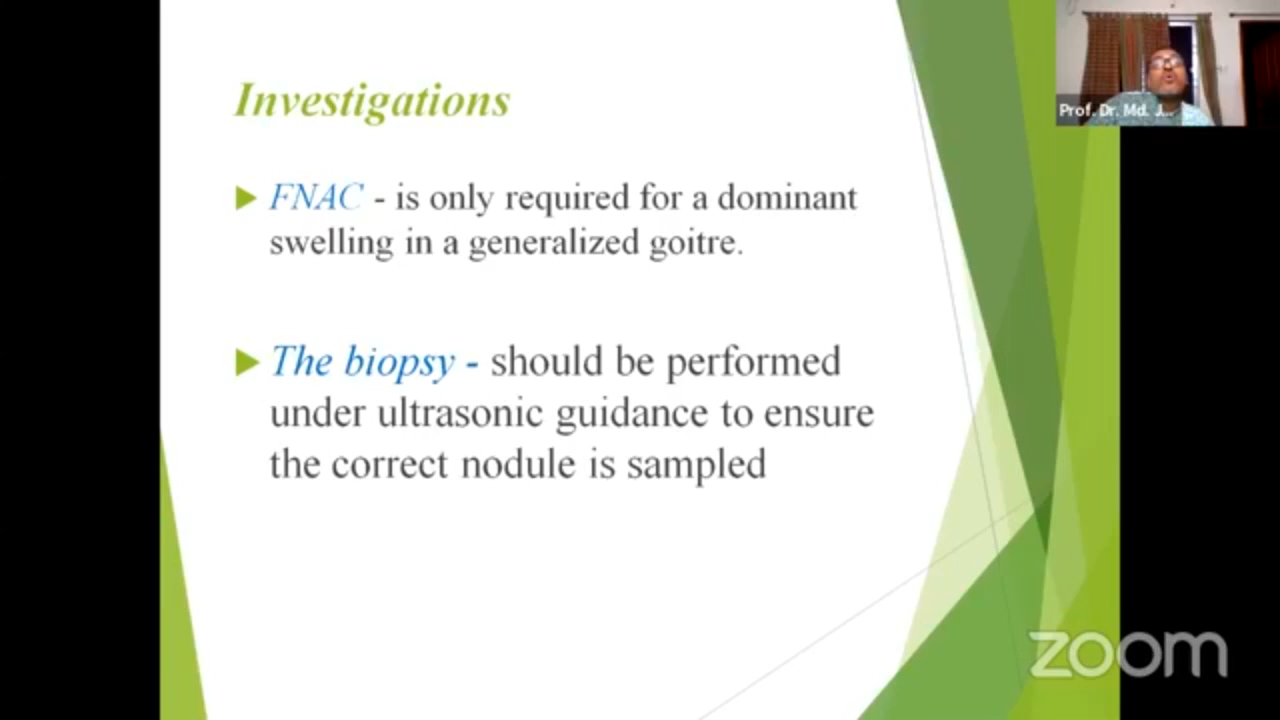 Investigations
FNAC - is only required for a dominant
swelling in a generalized goitre.
The biopsy - should be performed
under ultrasonic guidance to ensure
the correct nodule is sampled
Prof. Dr. Md. J...
zoom